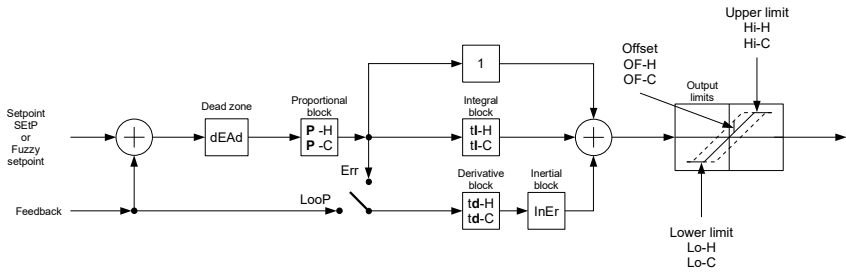 Upper limit
Hi-H
Hi-C
Offset
OF-H
OF-C
Output
limits
1
Setpoint
SEtP
or
Fuzzy
setpoint
Dead zone
dEAd
Proportional
block
P -H
P -C
Integral
block
tI-H
tI-C
Err
LooP
Feedback
Derivative
block
td-H
td-C
Inertial
block
InEr
Lower limit
Lo-H
Lo-C